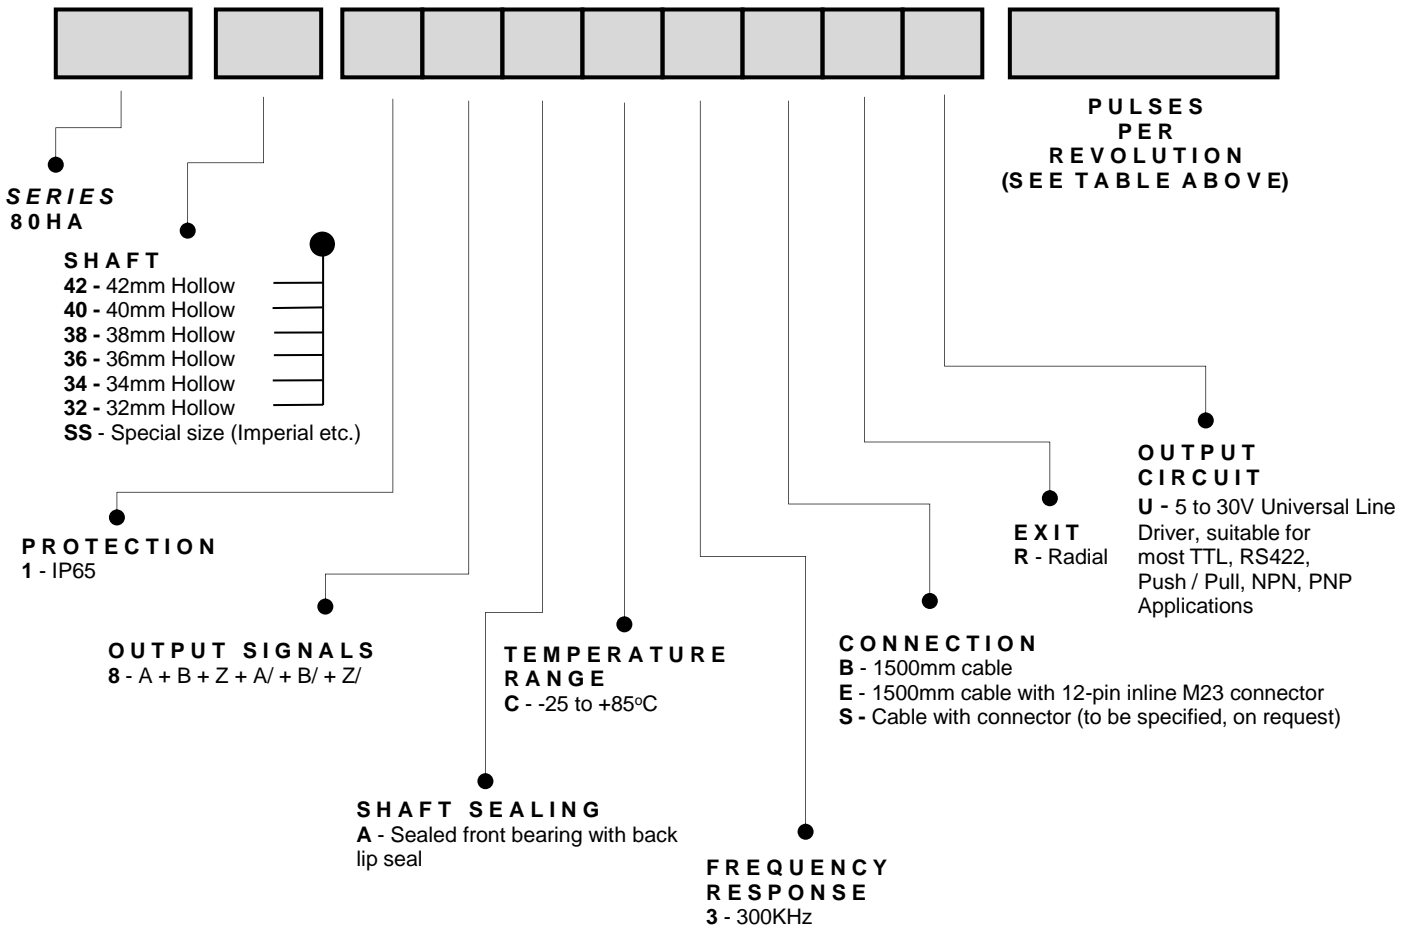 PULSES
PER
REVOLUTION
(SEE TABLE ABOVE)
SERIES
80HA
SHAFT
42 - 42mm Hollow
40 - 40mm Hollow
38 - 38mm Hollow
36 - 36mm Hollow
34 - 34mm Hollow
32 - 32mm Hollow
SS - Special size (Imperial etc.)
PROTECTION
1 - IP65
OUTPUT SIGNALS
8 - A + B + Z + A/ + B/ + Z/
SHAFT SEALING
A - Sealed front bearing with back
lip seal
TEMPERATURE
RANGE
C - -25 to +85ºC
FREQUENCY
RESPONSE
3 - 300KHz
CONNECTION
B - 1500mm cable
E - 1500mm cable with 12-pin inline M23 connector
S - Cable with connector (to be specified, on request)
EXIT
R - Radial
OUTPUT
CIRCUIT
U - 5 to 30V Universal Line
Driver, suitable for
most TTL, RS422,
Push / Pull, NPN, PNP
Applications